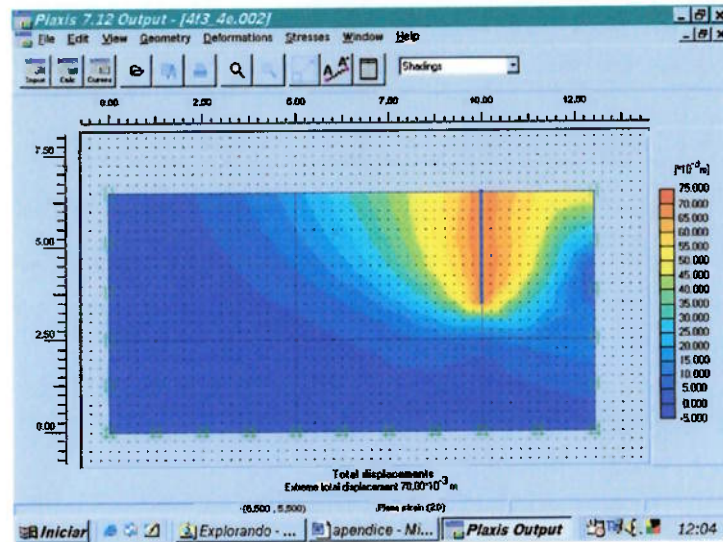 Plaxis 7.12 Output - [4f3_4e.002]
File Edit View Geometry Deformations Stresses Window Help
Input Calc Curves Shadings
0.00 2.50 5.00 7.50 10.00 12.50
7.50
5.00
2.50
0.00
[*10⁻³m]
75.000
70.000
65.000
60.000
55.000
50.000
45.000
40.000
35.000
30.000
25.000
20.000
15.000
10.000
5.000
0.000
-5.000
Total displacements
Extreme total displacement 70,00*10⁻³ m
(6,500 , 5,500) Plane strain (2D)
Iniciar Explorando - ... apendice - Mi... Plaxis Output 12:04